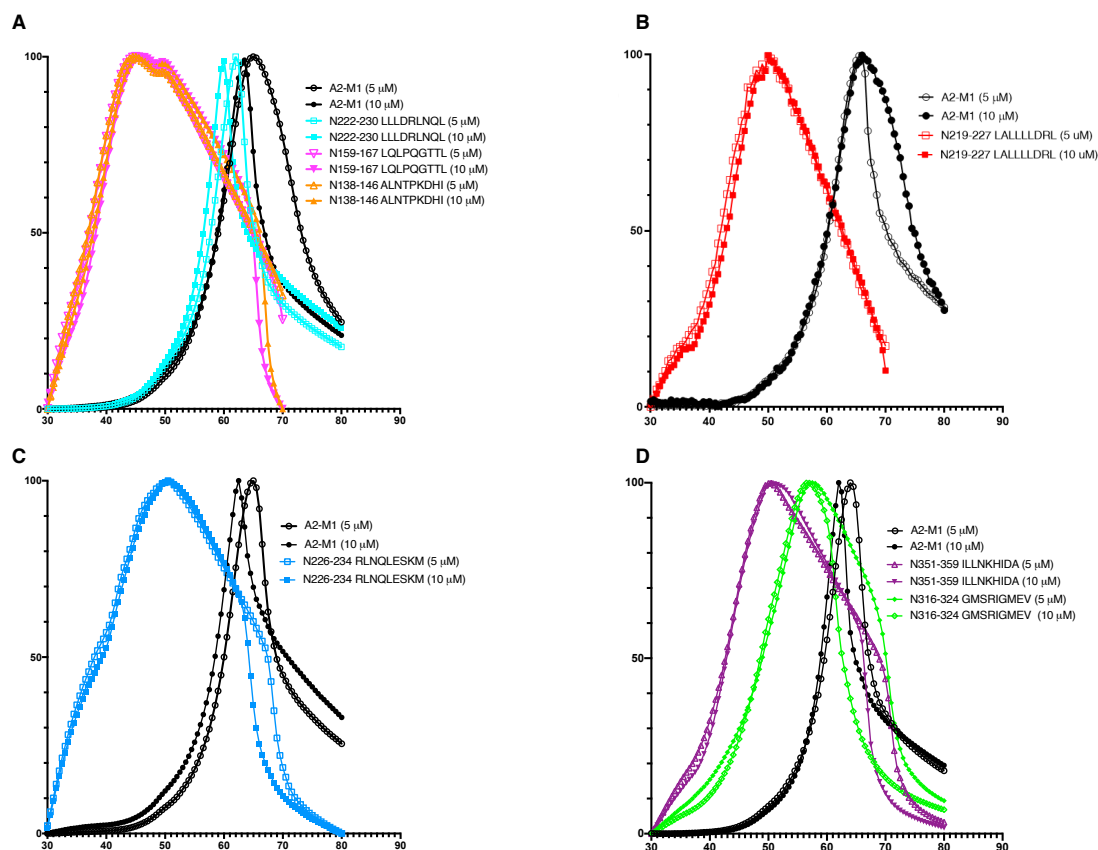 A
100
50
0
30 40 50 60 70 80 90
A2-M1 (5 μM)
A2-M1 (10 μM)
N222-230 LLLDRLNQL (5 μM)
N222-230 LLLDRLNQL (10 μM)
N159-167 LQLPQGTTL (5 μM)
N159-167 LQLPQGTTL (10 uM)
N138-146 ALNTPKDHI (5 μM)
N138-146 ALNTPKDHI (10 μM)
B
100
50
0
30 40 50 60 70 80 90
A2-M1 (5 μM)
A2-M1 (10 μM)
N219-227 LALLLLDRL (5 uM)
N219-227 LALLLLDRL (10 uM)
C
100
50
0
30 40 50 60 70 80 90
A2-M1 (5 μM)
A2-M1 (10 μM)
N226-234 RLNQLESKM (5 μM)
N226-234 RLNQLESKM (10 μM)
D
100
50
0
30 40 50 60 70 80 90
A2-M1 (5 μM)
A2-M1 (10 μM)
N351-359 ILLNKHIDA (5 μM)
N351-359 ILLNKHIDA (10 μM)
N316-324 GMSRIGMEV (5 μM)
N316-324 GMSRIGMEV (10 μM)